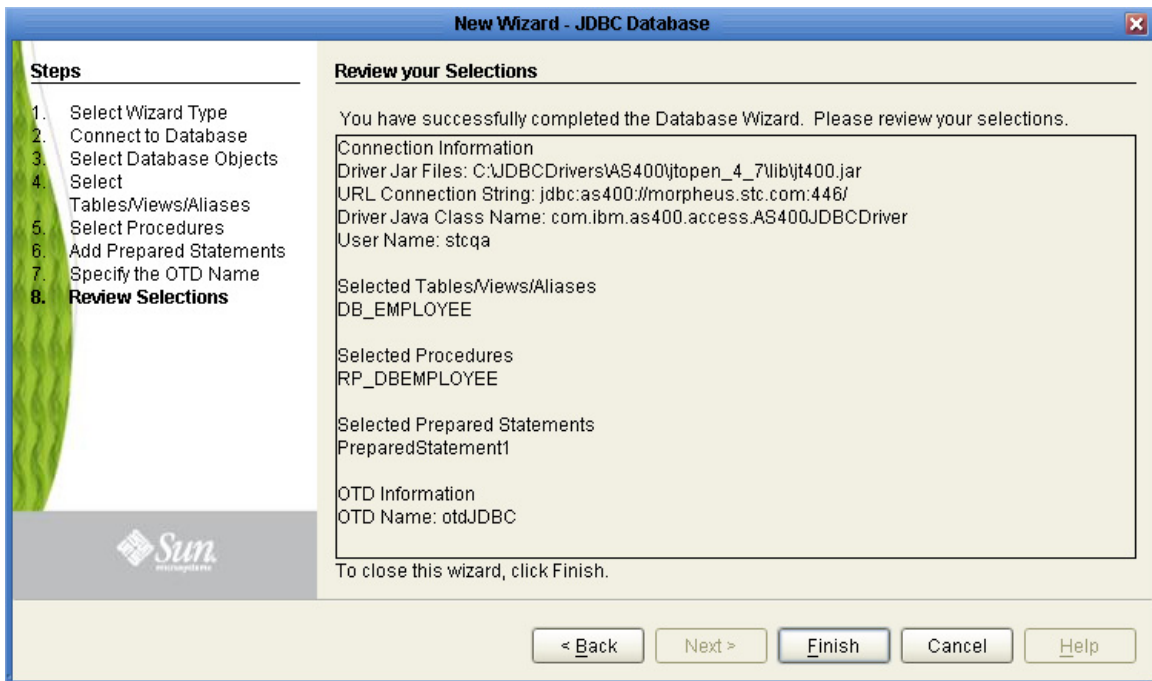 New Wizard - JDBC Database
Steps
1. Select Wizard Type
2. Connect to Database
3. Select Database Objects
4. Select
Tables/Views/Aliases
5. Select Procedures
6. Add Prepared Statements
7. Specify the OTD Name
8. Review Selections
Sun
microsystems
Review your Selections
You have successfully completed the Database Wizard. Please review your selections.
Connection Information
Driver Jar Files: C:\JDBCDrivers\AS400\jtopen_4_7\lib\jt400.jar
URL Connection String: jdbc:as400://morpheus.stc.com:446/
Driver Java Class Name: com.ibm.as400.access.AS400JDBCDriver
User Name: stcqa
Selected Tables/Views/Aliases
DB_EMPLOYEE
Selected Procedures
RP_DBEMPLOYEE
Selected Prepared Statements
PreparedStatement1
OTD Information
OTD Name: otdJDBC
To close this wizard, click Finish.
< Back Next > Finish Cancel Help